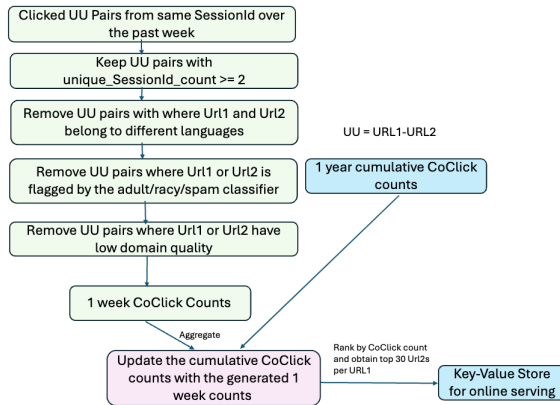 Clicked UU Pairs from same SessionId over
the past week
Keep UU pairs with
unique_SessionId_count >= 2
Remove UU pairs with where Url1 and Url2
belong to different languages
UU = URL1-URL2
Remove UU pairs where Url1 or Url2 is
flagged by the adult/racy/spam classifier
1 year cumulative CoClick
counts
Remove UU pairs where Url1 or Url2 have
low domain quality
1 week CoClick Counts
Aggregate
Update the cumulative CoClick
counts with the generated 1
week counts
Rank by CoClick count
and obtain top 30 Url2s
per URL1
Key-Value Store
for online serving